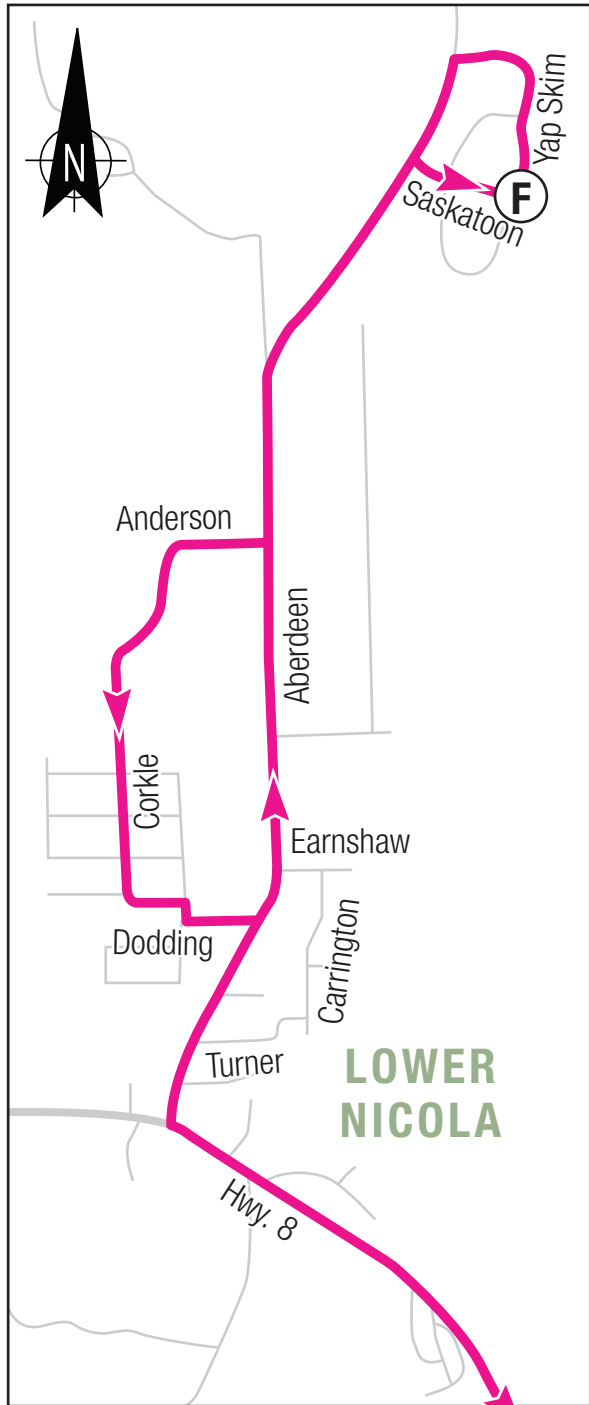 N
Yap Skim
F
Saskatoon
Anderson
Aberdeen
Corkle
Earnshaw
Dodding
Carrington
Turner
LOWER
NICOLA
Hwy. 8